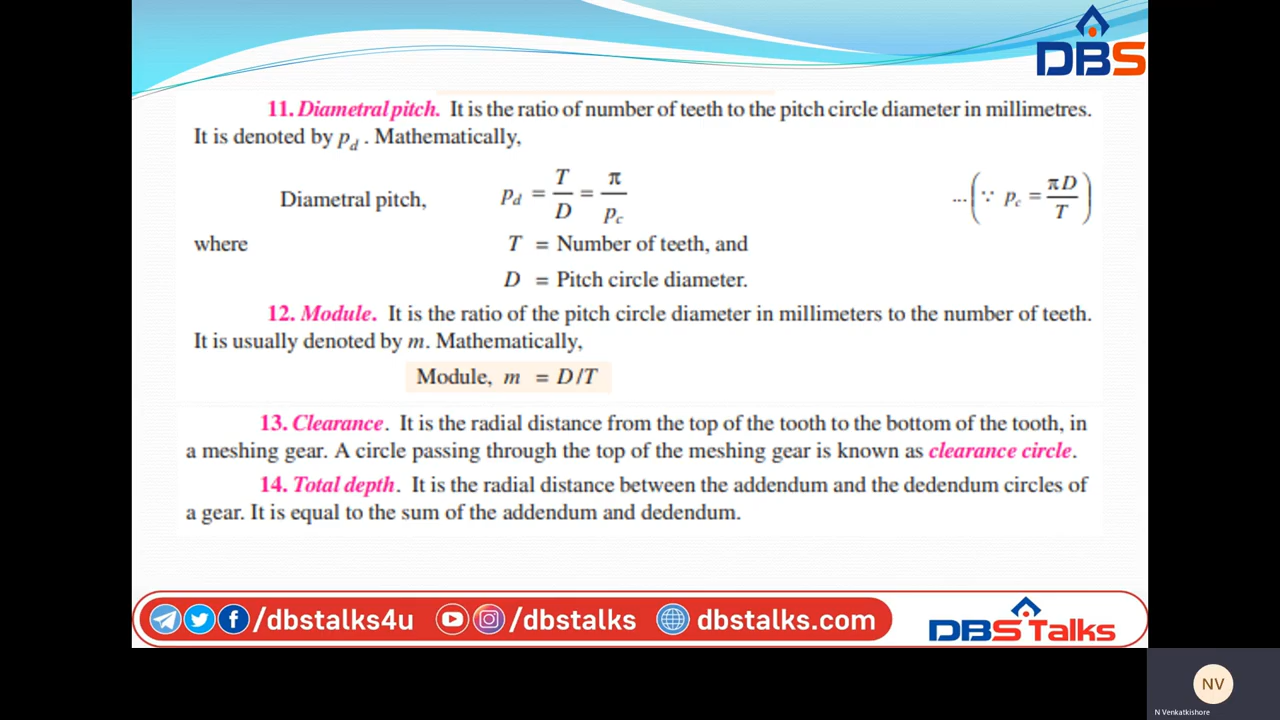 DBS
11. Diametral pitch. It is the ratio of number of teeth to the pitch circle diameter in millimetres.
It is denoted by p_d . Mathematically,
Diametral pitch, p_d = T/D = π/p_c ...(∵ p_c = πD/T)
where T = Number of teeth, and
D = Pitch circle diameter.
12. Module. It is the ratio of the pitch circle diameter in millimeters to the number of teeth.
It is usually denoted by m. Mathematically,
Module, m = D/T
13. Clearance. It is the radial distance from the top of the tooth to the bottom of the tooth, in
a meshing gear. A circle passing through the top of the meshing gear is known as clearance circle.
14. Total depth. It is the radial distance between the addendum and the dedendum circles of
a gear. It is equal to the sum of the addendum and dedendum.
/dbstalks4u /dbstalks dbstalks.com DBS Talks
NV
N Venkatkishore